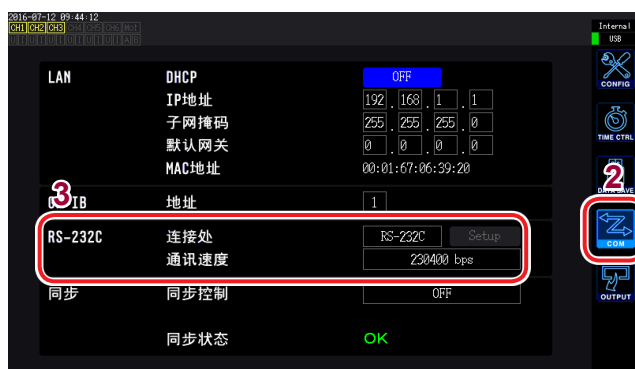 2016-07-12 09:44:12
CH1 CH2 CH3 CH4 CH5 CH6 Mot
U I U I U I U I U I U I A B
Internal
USB
CONFIG
TIME CTRL
2
DATA SAVE
COM
OUTPUT
LAN DHCP OFF
IP地址 192 . 168 . 1 . 1
子网掩码 255 . 255 . 255 . 0
默认网关 0 . 0 . 0 . 0
MAC地址 00:01:67:06:39:20
3
IB 地址 1
RS-232C 连接处 RS-232C Setup
通讯速度 230400 bps
同步 同步控制 OFF
同步状态 OK